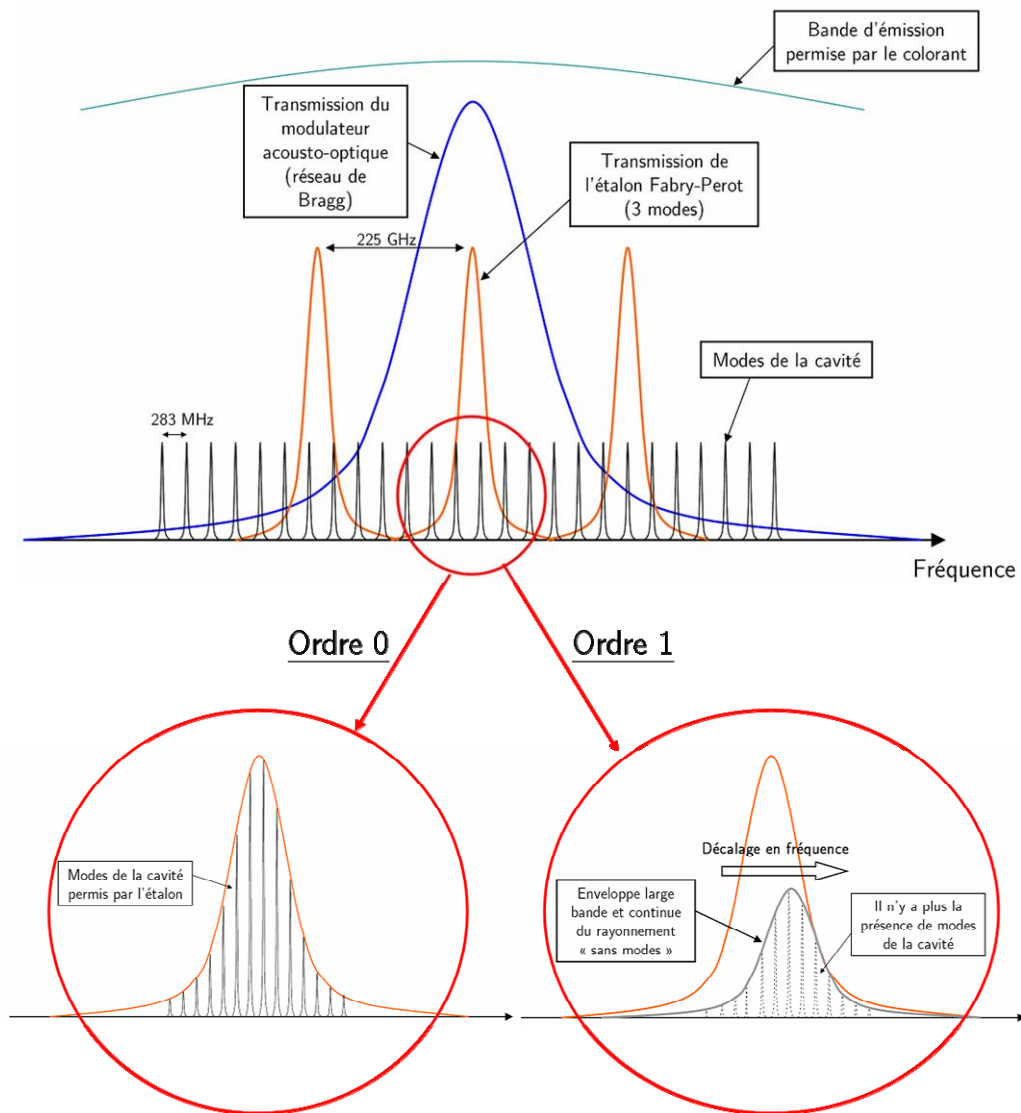 Bande d'émission
permise par le colorant
Transmission du
modulateur
acousto-optique
(réseau de
Bragg)
Transmission de
l'étalon Fabry-Perot
(3 modes)
225 GHz
Modes de la cavité
283 MHz
Fréquence
Ordre 0
Ordre 1
Modes de la cavité
permis par l'étalon
Décalage en fréquence
Enveloppe large
bande et continue
du rayonnement
« sans modes »
Il n'y a plus la
présence de modes
de la cavité